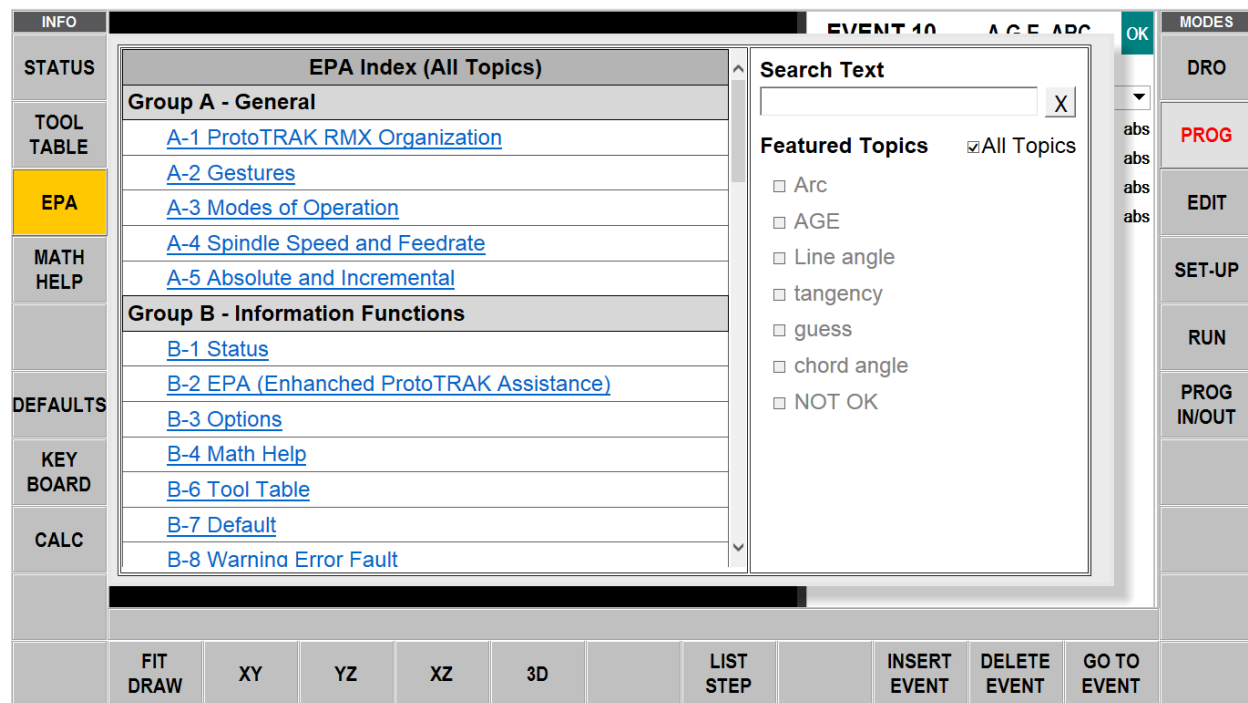 INFO
STATUS
TOOL
TABLE
EPA
MATH
HELP
DEFAULTS
KEY
BOARD
CALC
EVENT 10 A.G.E. ARC
OK
EPA Index (All Topics)
Group A - General
A-1 ProtoTRAK RMX Organization
A-2 Gestures
A-3 Modes of Operation
A-4 Spindle Speed and Feedrate
A-5 Absolute and Incremental
Group B - Information Functions
B-1 Status
B-2 EPA (Enhanched ProtoTRAK Assistance)
B-3 Options
B-4 Math Help
B-6 Tool Table
B-7 Default
B-8 Warning Error Fault
Search Text
X
Featured Topics All Topics
Arc
AGE
Line angle
tangency
guess
chord angle
NOT OK
abs
abs
abs
abs
MODES
DRO
PROG
EDIT
SET-UP
RUN
PROG
IN/OUT
FIT
DRAW
XY
YZ
XZ
3D
LIST
STEP
INSERT
EVENT
DELETE
EVENT
GO TO
EVENT